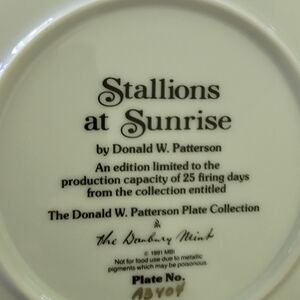 Stallions
at Sunrise
by Donald W. Patterson
An edition limited to the
production capacity of 25 firing days
from the collection entitled
The Donald W. Patterson Plate Collection
The Danbury Mint
© 1991 MBI
Not for food use due to metallic
pigments which may be poisonous.
Plate No.